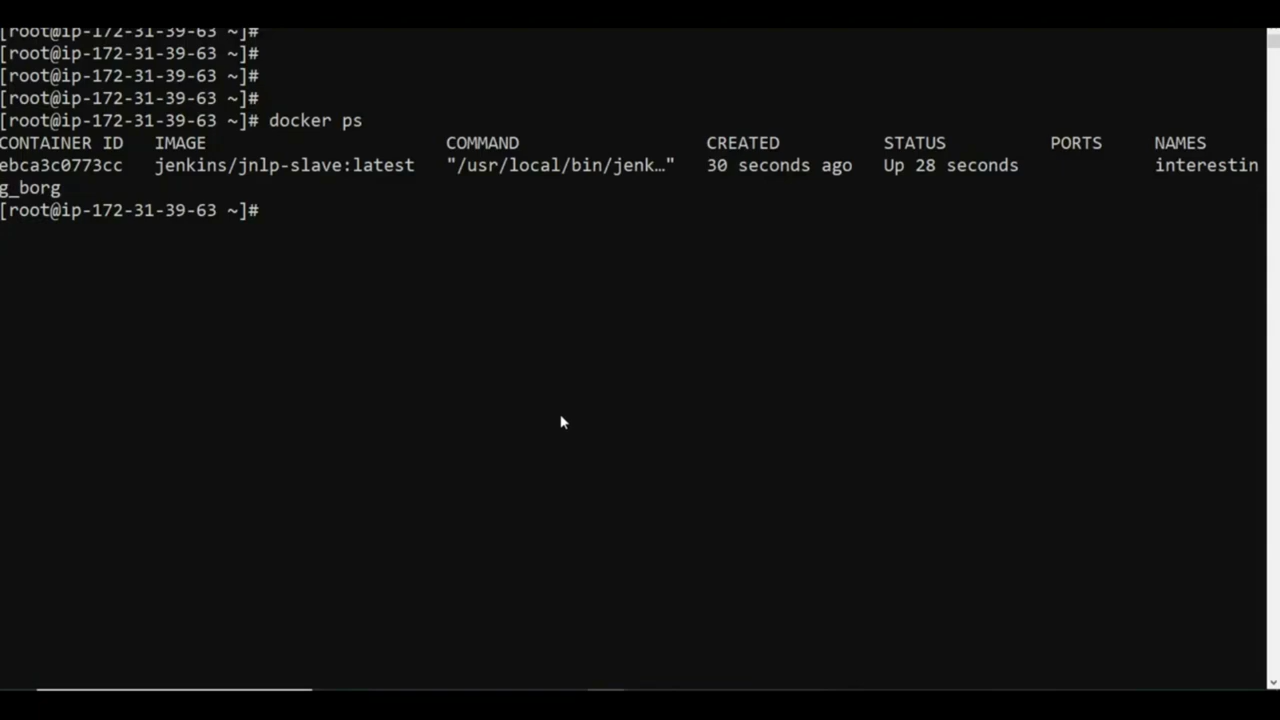 [root@ip-172-31-39-63 ~]#
[root@ip-172-31-39-63 ~]#
[root@ip-172-31-39-63 ~]#
[root@ip-172-31-39-63 ~]#
[root@ip-172-31-39-63 ~]# docker ps
CONTAINER ID   IMAGE                       COMMAND                  CREATED          STATUS          PORTS     NAMES
ebca3c0773cc   jenkins/jnlp-slave:latest   "/usr/local/bin/jenk…"   30 seconds ago   Up 28 seconds             interestin
g_borg
[root@ip-172-31-39-63 ~]#